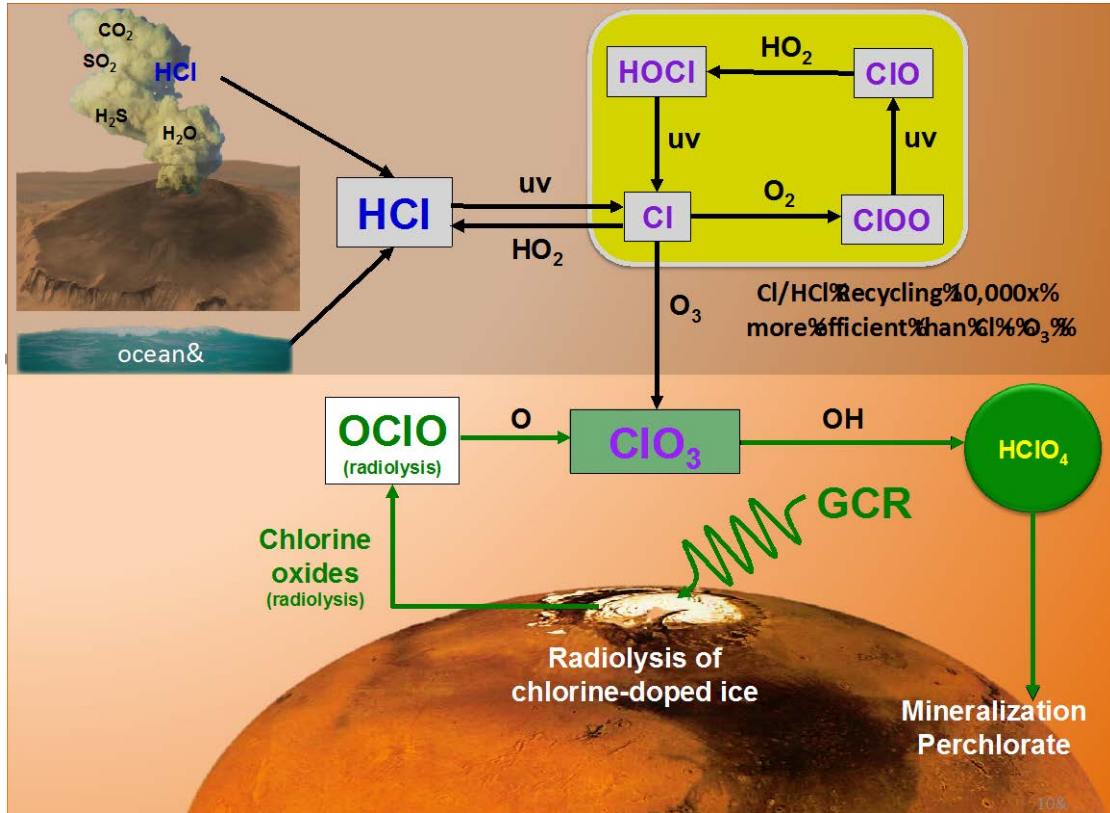 CO₂
SO₂
HCl
H₂S
H₂O
HOCl
HO₂
ClO
uv
uv
HCl
uv
HO₂
Cl
O₂
ClOO
O₃
Cl/HCl%Recycling%10,000x%
more%efficient%than%Cl%+%O₃%%
ocean&
OClO
(radiolysis)
O
ClO₃
OH
HClO₄
GCR
Chlorine
oxides
(radiolysis)
Radiolysis of
chlorine-doped ice
Mineralization
Perchlorate
108